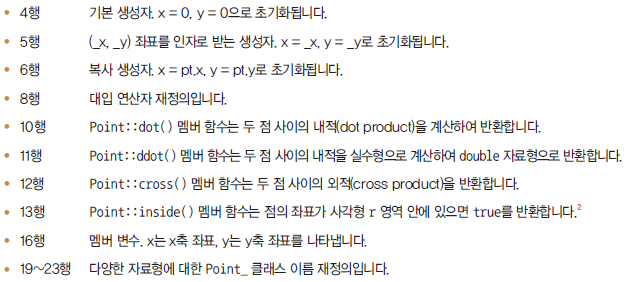 • 4행 기본 생성자. x = 0, y = 0으로 초기화됩니다.
• 5행 (_x, _y) 좌표를 인자로 받는 생성자. x = _x, y = _y로 초기화됩니다.
• 6행 복사 생성자. x = pt.x, y = pt.y로 초기화됩니다.
• 8행 대입 연산자 재정의입니다.
• 10행 Point::dot() 멤버 함수는 두 점 사이의 내적(dot product)을 계산하여 반환합니다.
• 11행 Point::ddot() 멤버 함수는 두 점 사이의 내적을 실수형으로 계산하여 double 자료형으로 반환합니다.
• 12행 Point::cross() 멤버 함수는 두 점 사이의 외적(cross product)을 반환합니다.
• 13행 Point::inside() 멤버 함수는 점의 좌표가 사각형 r 영역 안에 있으면 true를 반환합니다.²
• 16행 멤버 변수. x는 x축 좌표, y는 y축 좌표를 나타냅니다.
• 19~23행 다양한 자료형에 대한 Point_ 클래스 이름 재정의입니다.